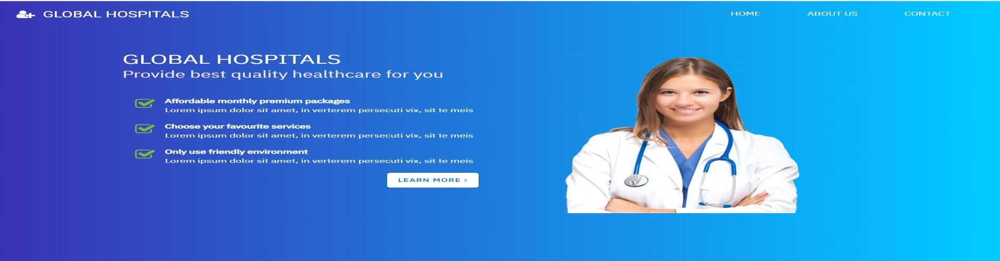 GLOBAL HOSPITALS
HOME
ABOUT US
CONTACT
GLOBAL HOSPITALS
Provide best quality healthcare for you
Affordable monthly premium packages
Lorem ipsum dolor sit amet, in verterem persecuti vix, sit te meis
Choose your favourite services
Lorem ipsum dolor sit amet, in verterem persecuti vix, sit te meis
Only use friendly environment
Lorem ipsum dolor sit amet, in verterem persecuti vix, sit te meis
LEARN MORE >